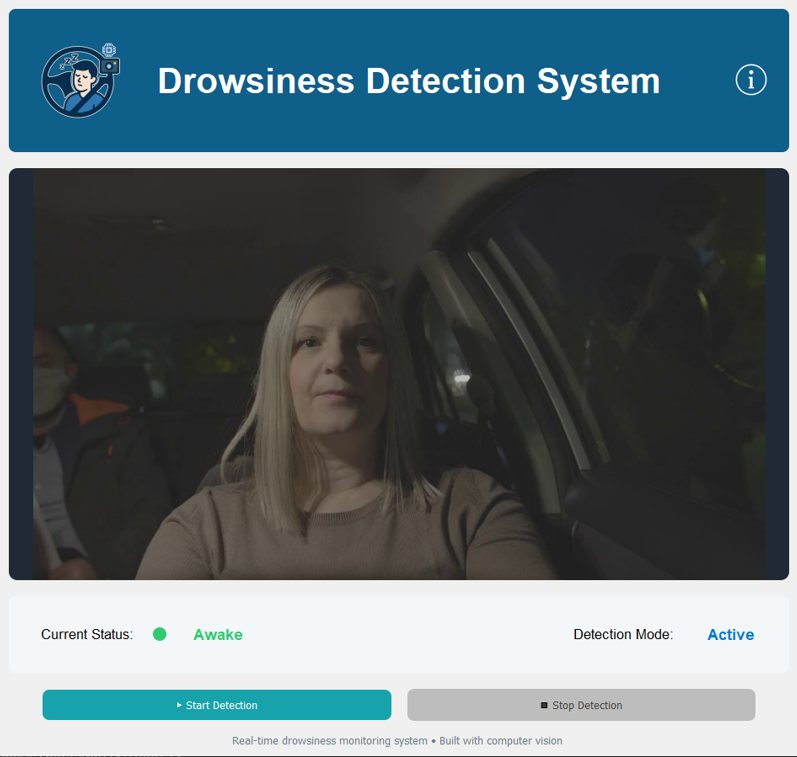 Drowsiness Detection System
Current Status: Awake
Detection Mode: Active
Start Detection
Stop Detection
Real-time drowsiness monitoring system • Built with computer vision